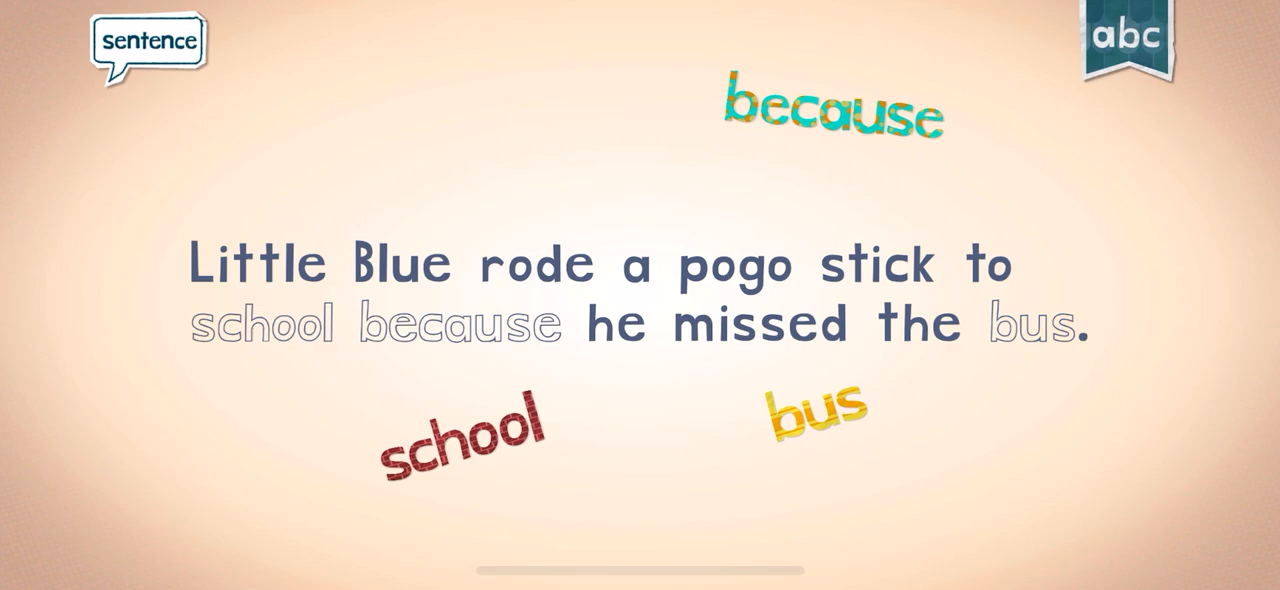 sentence
abc
because
Little Blue rode a pogo stick to
school because he missed the bus.
school
bus